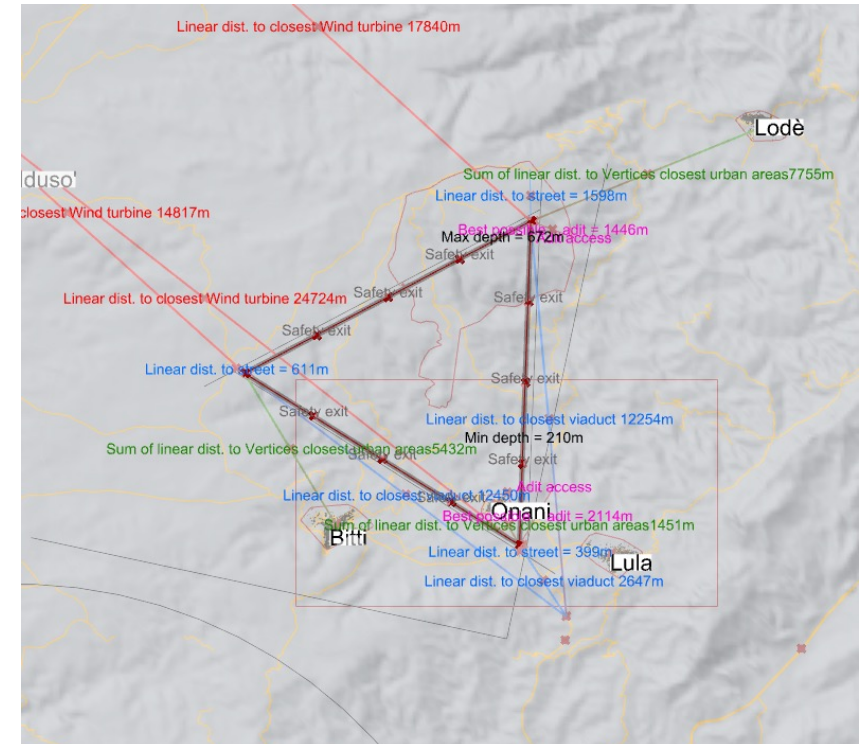 Linear dist. to closest Wind turbine 17840m
Lodè
duso'
Sum of linear dist. to Vertices closest urban areas7755m
Linear dist. to street = 1598m
closest Wind turbine 14817m
Best possible adit = 1446m
Max depth = 672m
access
Safety exit
Safety exit
Linear dist. to closest Wind turbine 24724m
Safety exit
Safety exit
Linear dist. to street = 611m
Safety exit
Safety exit
Linear dist. to closest viaduct 12254m
Min depth = 210m
Sum of linear dist. to Vertices closest urban areas5432m
Safety exit
Safety exit
Adit access
Linear dist. to closest viaduct 12450m
Safety exit
Onani
Best possible adit = 2114m
Sum of linear dist. to Vertices closest urban areas1451m
Bitti
Linear dist. to street = 399m
Lula
Linear dist. to closest viaduct 2647m